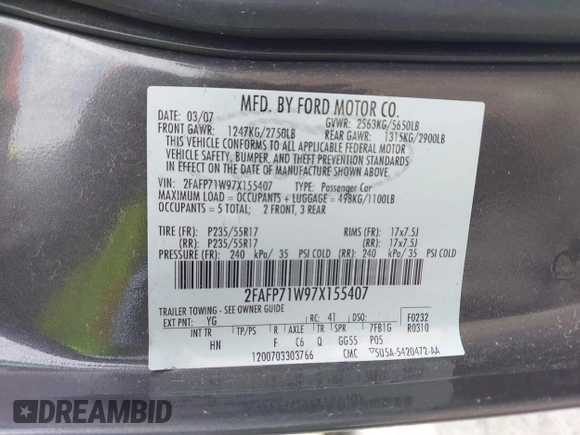 MFD. BY FORD MOTOR CO.
DATE: 03/07 GVWR: 2563KG/5650LB
FRONT GAWR: 1247KG/2750LB REAR GAWR: 1315KG/2900LB
THIS VEHICLE CONFORMS TO ALL APPLICABLE FEDERAL MOTOR
VEHICLE SAFETY, BUMPER, AND THEFT PREVENTION STANDARDS
IN EFFECT ON THE DATE OF MANUFACTURE SHOWN ABOVE.
VIN: 2FAFP71W97X155407 TYPE: Passenger Car
MAXIMUM LOAD = OCCUPANTS + LUGGAGE = 498KG/1100LB
OCCUPANTS = 5 TOTAL; 2 FRONT, 3 REAR
TIRE (FR): P235/55R17 RIMS (FR): 17x7.5J
(RR): P235/55R17 (RR): 17x7.5J
PRESSURE (FR): 240 kPa/ 35 PSI COLD (RR): 240 kPa/ 35 PSI COLD
2FAFP71W97X155407
TRAILER TOWING - SEE OWNER GUIDE
EXT PNT: YG RC: 41 DSO: F0232
INT TR TP/PS R AXLE TR SPR 7FB1G R0310
HN F C6 Q GG55 P05
1200703303766 CMC 5U5A-5420472-AA
DREAMBID